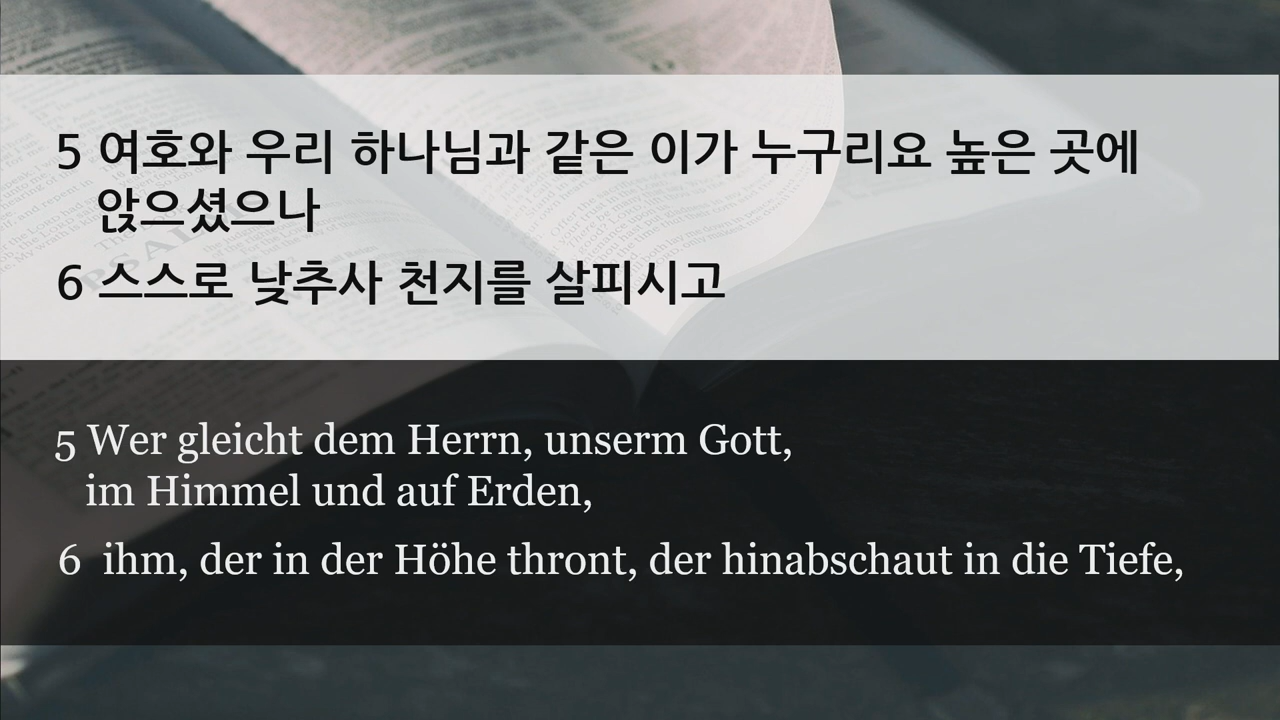 5 여호와 우리 하나님과 같은 이가 누구리요 높은 곳에
앉으셨으나
6 스스로 낮추사 천지를 살피시고
5 Wer gleicht dem Herrn, unserm Gott,
im Himmel und auf Erden,
6 ihm, der in der Höhe thront, der hinabschaut in die Tiefe,